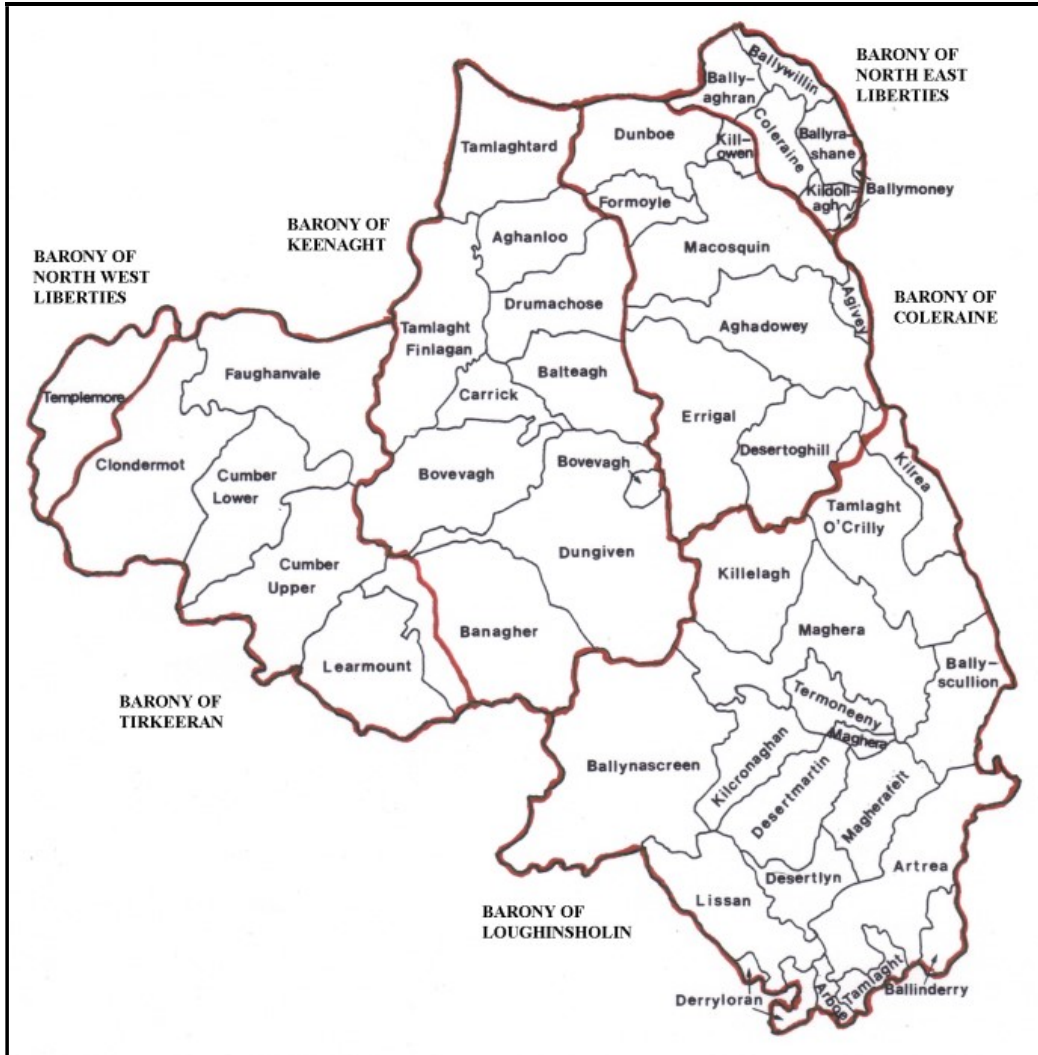 BARONY OF
NORTH EAST
LIBERTIES
Ballywillin
Bally-
aghran
Coleraine
Ballyra-
shane
Kildoll-
agh
Ballymoney
Tamlaghtard
Dunboe
Kill-
owen
Formoyle
BARONY OF
KEENAGHT
Aghanloo
Macosquin
BARONY OF
NORTH WEST
LIBERTIES
Drumachose
Agivey
BARONY OF
COLERAINE
Tamlaght
Finlagan
Aghadowey
Faughanvale
Balteagh
Carrick
Templemore
Errigal
Desertoghill
Clondermot
Cumber
Lower
Bovevagh
Bovevagh
Kilrea
Tamlaght
O'Crilly
Cumber
Upper
Dungiven
Killelagh
Banagher
Maghera
Learmount
Bally-
scullion
BARONY OF
TIRKEERAN
Termoneeny
Maghera
Ballynascreen
Kilcronaghan
Desertmartin
Magherafelt
Artrea
Desertlyn
Lissan
BARONY OF
LOUGHINSHOLIN
Derryloran
Arboe
Tamlaght
Ballinderry